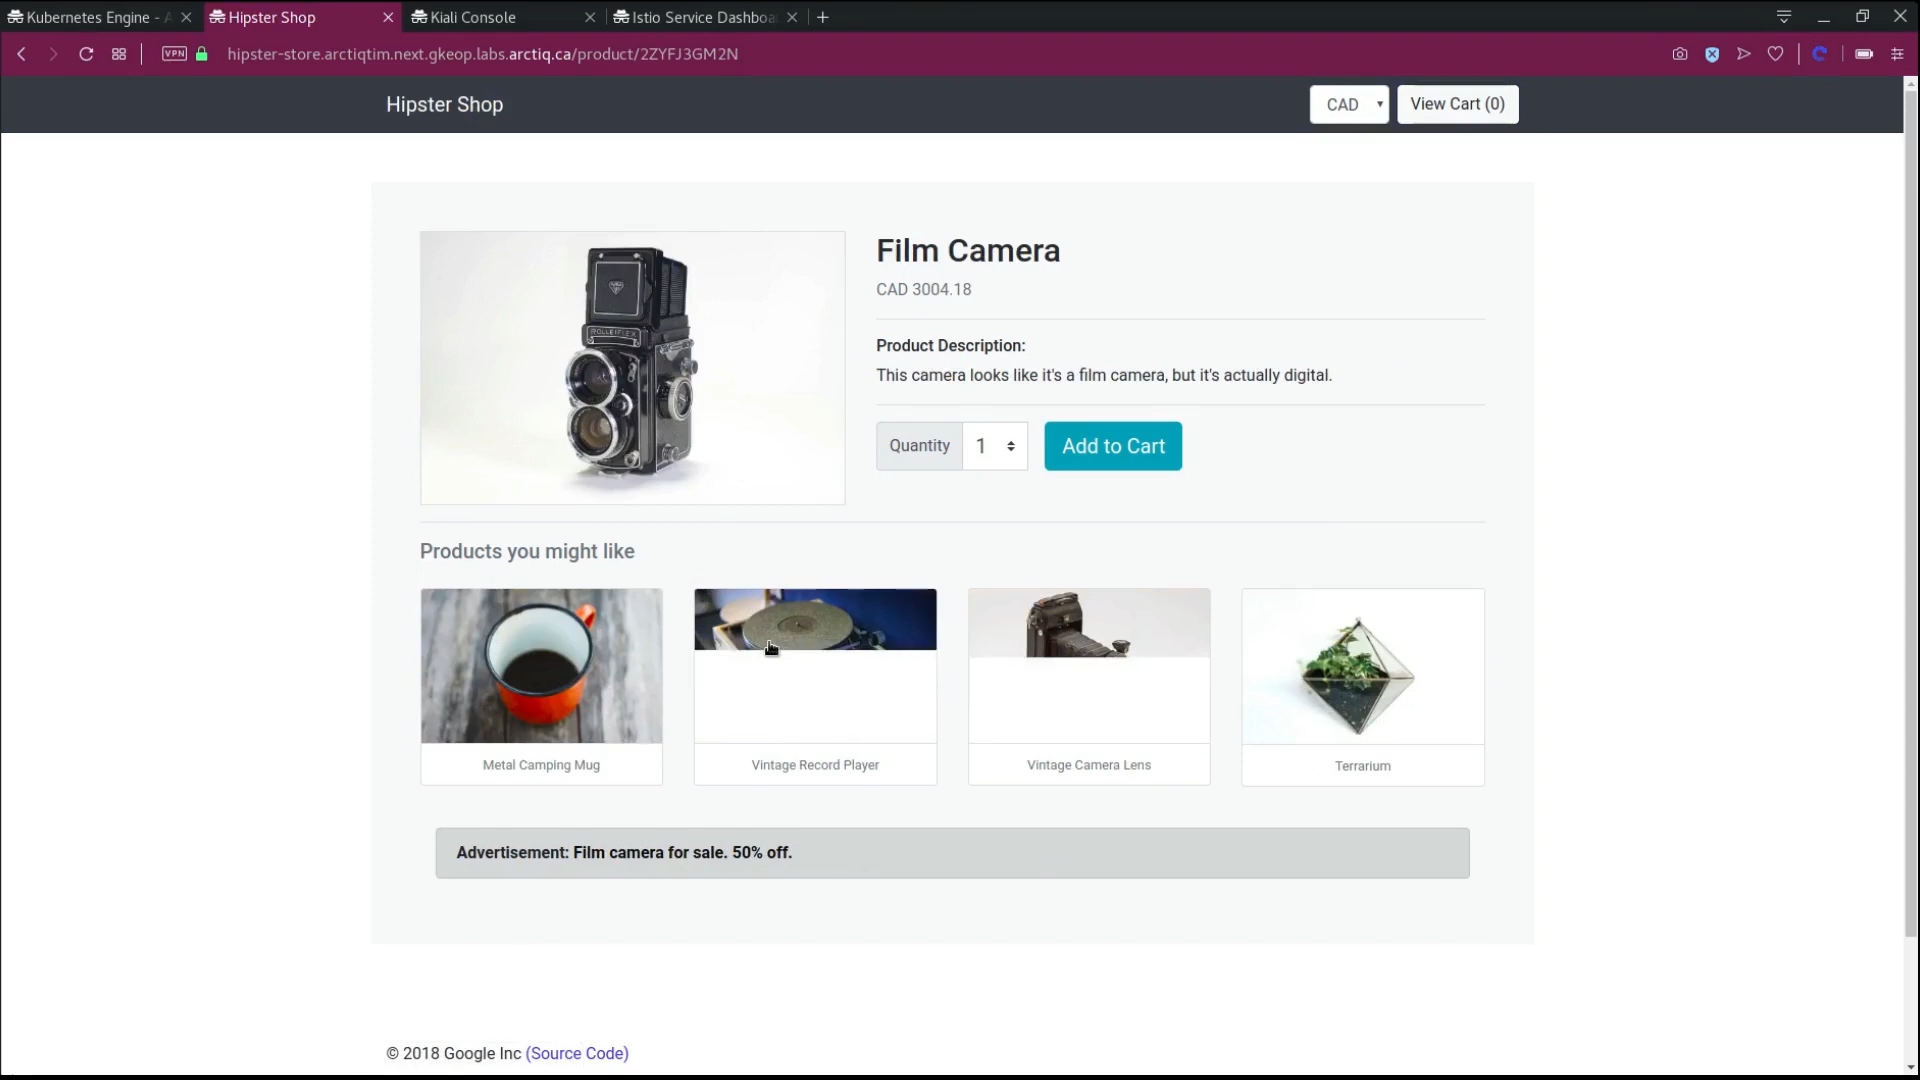 Kubernetes Engine - A
Hipster Shop
Kiali Console
Istio Service Dashboa
VPN
hipster-store.arctiqtim.next.gkeop.labs.arctiq.ca/product/2ZYFJ3GM2N
Hipster Shop
CAD
View Cart (0)
ROLLEIFLEX
Film Camera
CAD 3004.18
Product Description:
This camera looks like it's a film camera, but it's actually digital.
Quantity
1
Add to Cart
Products you might like
Metal Camping Mug
Vintage Record Player
Vintage Camera Lens
Terrarium
Advertisement: Film camera for sale. 50% off.
© 2018 Google Inc (Source Code)